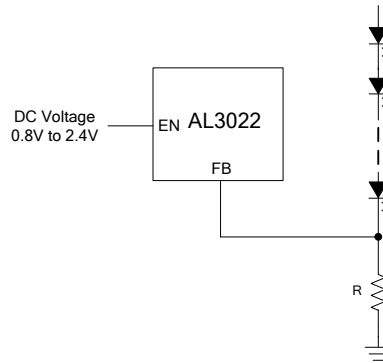 DC Voltage
0.8V to 2.4V
EN AL3022
FB
R